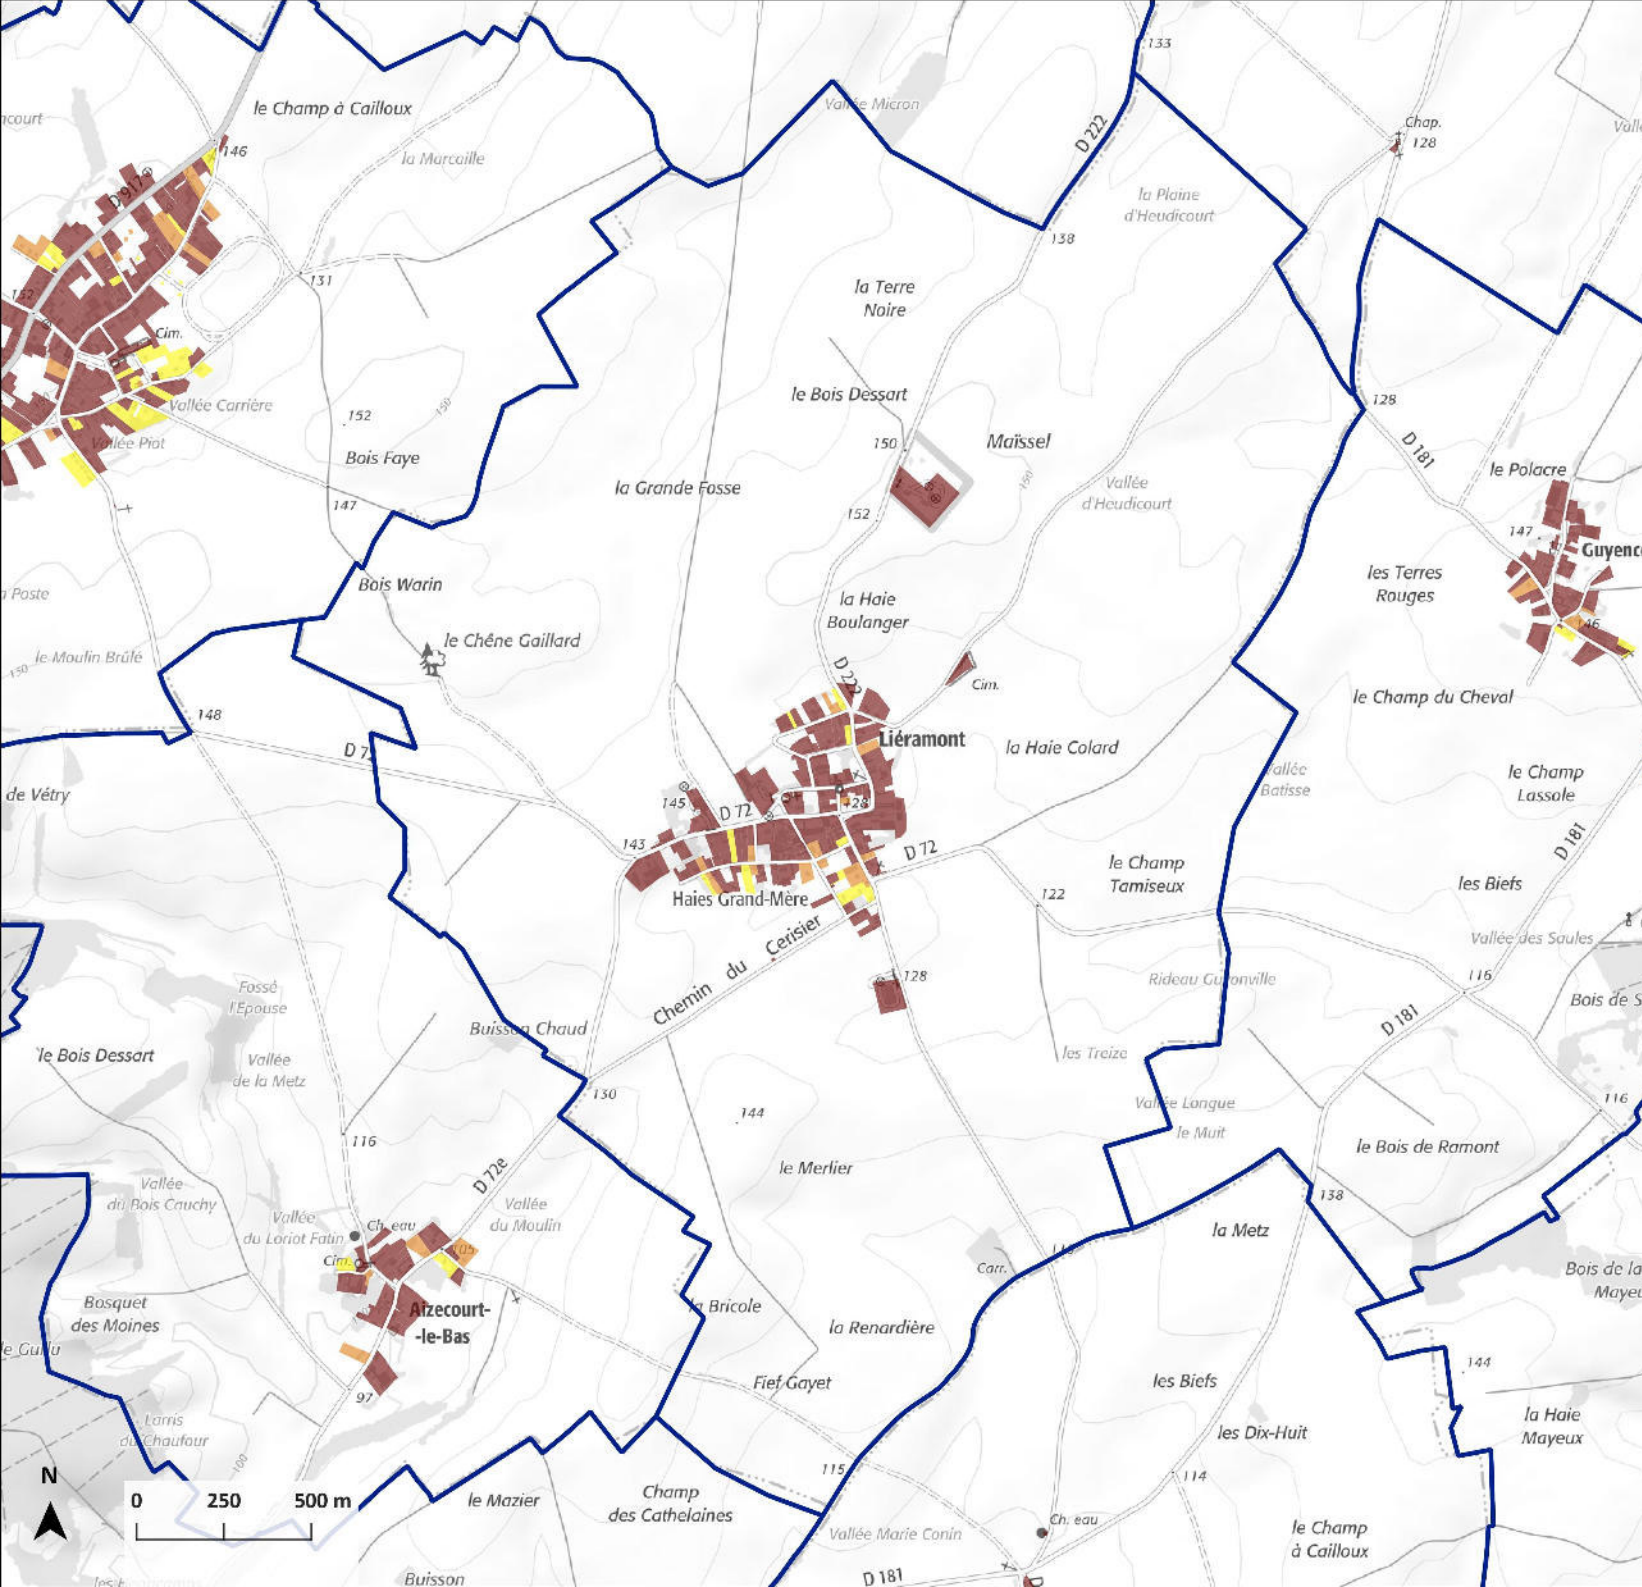 133
le Champ à Cailloux
Vallée Micron
D 222
Chap.
128
146
la Marcaille
D 917
la Plaine
d'Heudicourt
138
131
la Terre
Noire
152
Cim.
le Bois Dessart
128
Vallée Carrière
152
150
Vallée Piot
150
Maïssel
D 181
Bois Faye
le Polacre
la Grande Fosse
150
Vallée
d'Heudicourt
147
152
147
Bois Warin
les Terres
Rouges
la Haie
Boulanger
146
le Chêne Gaillard
le Moulin Brûlé
150
D 222
Cim.
le Champ du Cheval
148
Liéramont
la Haie Colard
D 72
Vallée
Batisse
le Champ
Lassole
de Vétry
145
D 72
128
143
D 72
D 181
le Champ
Tamiseux
les Biefs
122
Haies Grand-Mère
Chemin du Cerisier
Vallée des Saules
128
Rideau Guyonville
116
Fossé
l'Epouse
Buisson Chaud
Bois de S
D 181
le Bois Dessart
Vallée
de la Metz
les Treize
130
Vallée Longue
le Muit
116
144
116
le Bois de Ramont
le Merlier
D 72e
Vallée
du Bois Cauchy
Vallée
du Moulin
138
Vallée
du Loriot Fatin
Ch. eau
105
Cim.
la Metz
Carr.
Bois de la
Mayeu
Bosquet
des Moines
Aizecourt-
-le-Bas
la Bricole
la Renardière
144
Fief Gayet
les Biefs
97
Larris
du Chaufour
les Dix-Huit
la Haie
Mayeux
100
115
114
N
0 250 500 m
le Mazier
Champ
des Cathelaines
Vallée Marie Conin
Ch. eau
le Champ
à Cailloux
D 181
Buisson